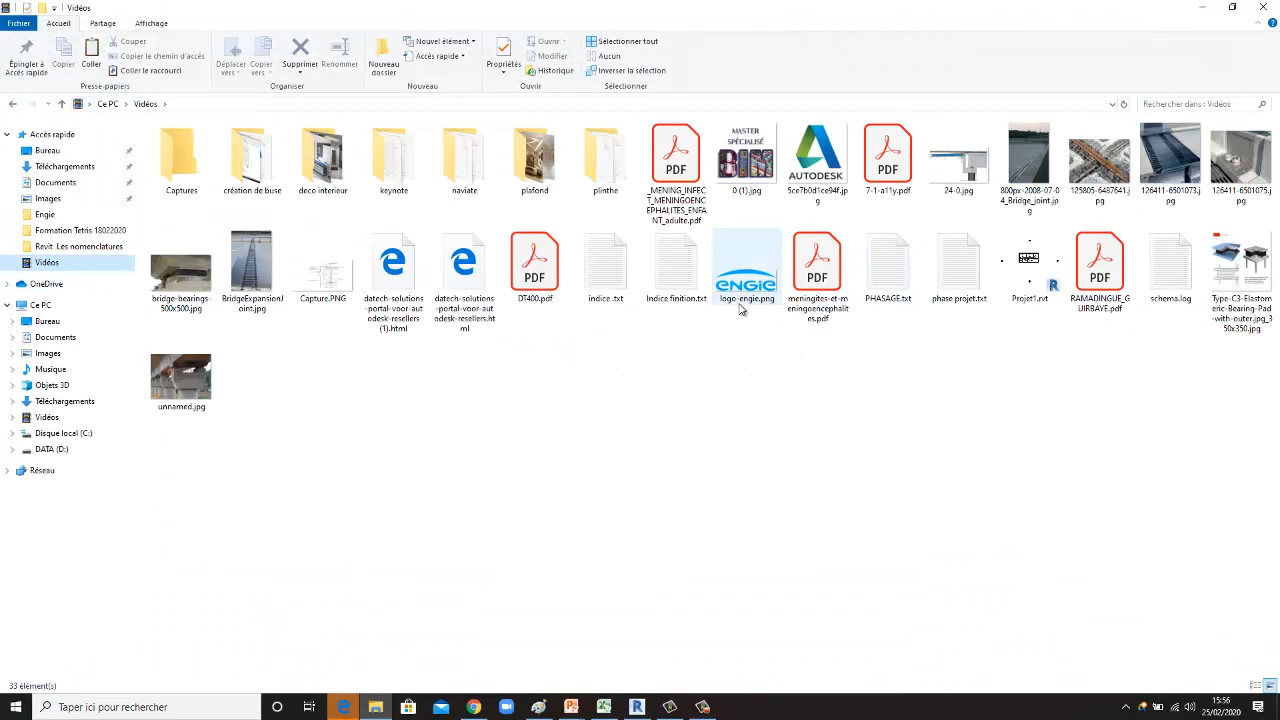 Vidéos
Fichier Accueil Partage Affichage
Épingler à Accès rapide
Copier
Coller
Couper
Copier le chemin d'accès
Coller le raccourci
Presse-papiers
Déplacer vers
Copier vers
Supprimer
Renommer
Organiser
Nouveau dossier
Nouvel élément
Accès rapide
Nouveau
Propriétés
Ouvrir
Modifier
Historique
Ouvrir
Sélectionner tout
Aucun
Inverser la sélection
Sélectionner
Ce PC > Vidéos >
Rechercher dans : Vidéos
Accès rapide
Bureau
Téléchargements
Documents
Images
Engie
Formation Tetris 18022020
Revit Les nomenclatures
Vidéos
OneDrive
Ce PC
Bureau
Documents
Images
Musique
Objets 3D
Téléchargements
Vidéos
Disque local (C:)
DATA (D:)
Réseau
Captures
création de buse
deco interieur
keynote
naviate
plafond
plinthe
PDF
_MENING_INFECT_MENINGOENCEPHALITES_ENFANT_adulte.pdf
MASTER
SPÉCIALISÉ
BIM
0 (1).jpg
AUTODESK
5ce7b0d1ce94f.jpg
PDF
7-1-a11y.pdf
24-0.jpg
800px-2008-07-04_Bridge_joint.jpg
125805-6487641.jpg
126411-6501073.jpg
126411-6501075.jpg
bridge-bearings-500x500.jpg
BridgeExpansionJoint.jpg
Capture.PNG
datech-solutions-portal-voor-autodesk-resellers (1).html
datech-solutions-portal-voor-autodesk-resellers.html
PDF
DT400.pdf
indice .txt
Indice finition.txt
ENGIE
logo-engie.png
PDF
meningites-et-meningoencephalites.pdf
PHASAGE.txt
phase projet.txt
R
Projet1.rvt
PDF
RAMADINGUE_GUIRBAYE.pdf
schema.log
Type-C3-Elastomeric-Bearing-Pad-with-outer.jpg_350x350.jpg
unnamed.jpg
33 élément(s)
Taper ici pour rechercher
15:56
25/02/2020